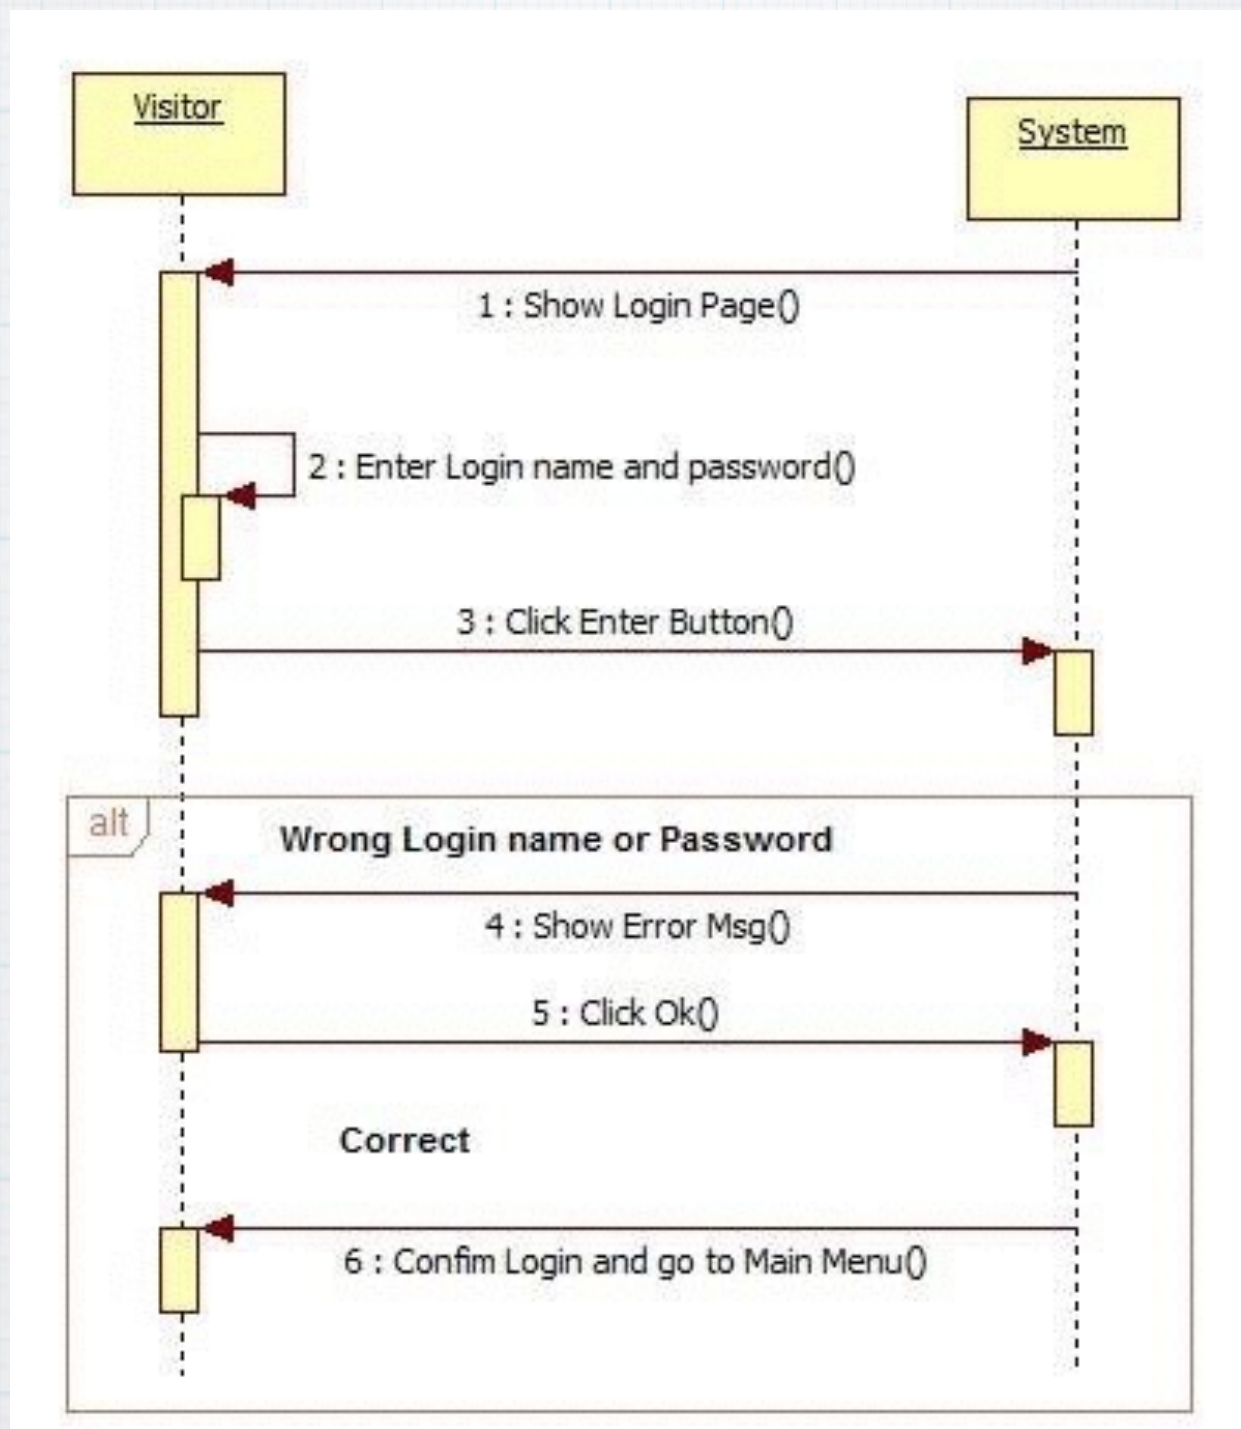 Visitor
System
1 : Show Login Page()
2 : Enter Login name and password()
3 : Click Enter Button()
alt
Wrong Login name or Password
4 : Show Error Msg()
5 : Click Ok()
Correct
6 : Confim Login and go to Main Menu()